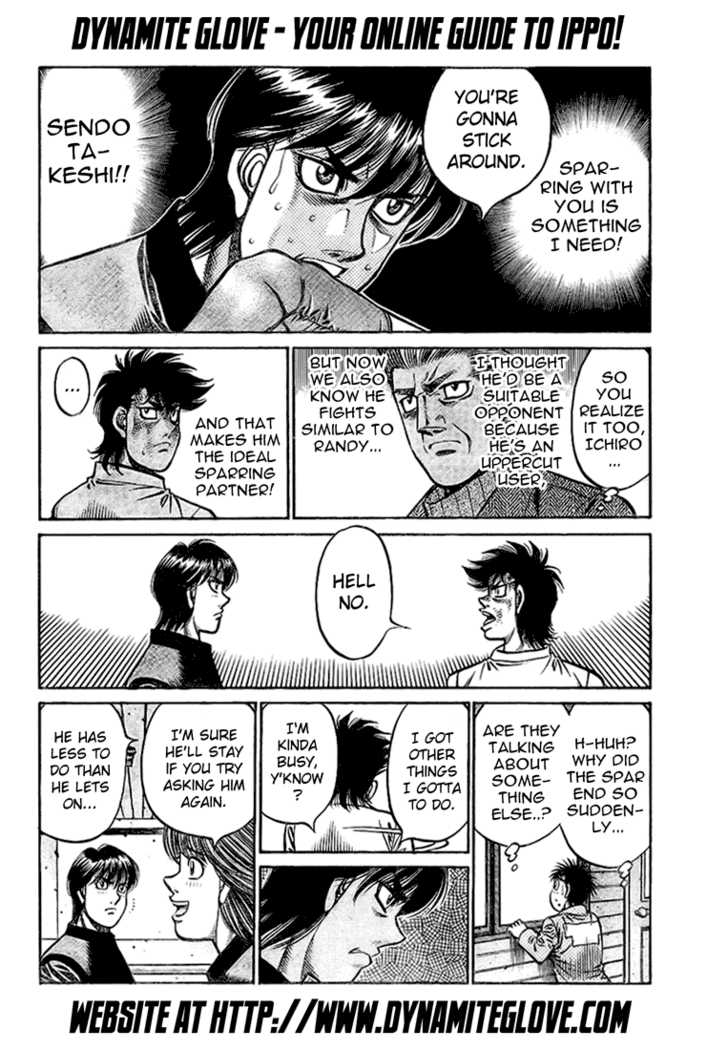 DYNAMITE GLOVE - YOUR ONLINE GUIDE TO IPPO!
YOU'RE
GONNA
STICK
AROUND.
SPAR-
RING WITH
YOU IS
SOMETHING
I NEED!
SENDO
TA-
KESHI!!
SO
YOU
REALIZE
IT TOO,
ICHIRO
...
I THOUGHT
HE'D BE A
SUITABLE
OPPONENT
BECAUSE
HE'S AN
UPPERCUT
USER,
BUT NOW
WE ALSO
KNOW HE
FIGHTS
SIMILAR TO
RANDY...
AND THAT
MAKES HIM
THE IDEAL
SPARRING
PARTNER!
...
HELL
NO.
H-HUH?
WHY DID
THE SPAR
END SO
SUDDEN-
LY...
ARE THEY
TALKING
ABOUT
SOME-
THING
ELSE..?
I GOT
OTHER
THINGS
I GOTTA
TO DO.
I'M
KINDA
BUSY,
Y'KNOW
?
I'M SURE
HE'LL STAY
IF YOU TRY
ASKING HIM
AGAIN.
HE HAS
LESS TO
DO THAN
HE LETS
ON...
WEBSITE AT HTTP://WWW.DYNAMITEGLOVE.COM